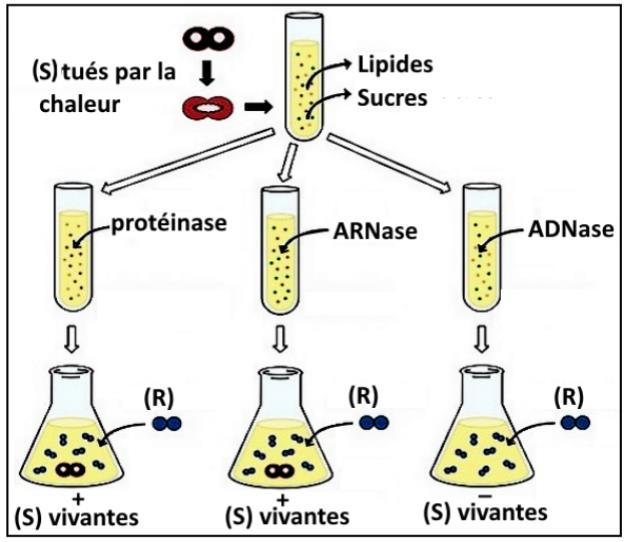 (S) tués par la
chaleur
Lipides
Sucres
protéinase
ARNase
ADNase
(R)
(R)
(R)
+
(S) vivantes
+
(S) vivantes
–
(S) vivantes